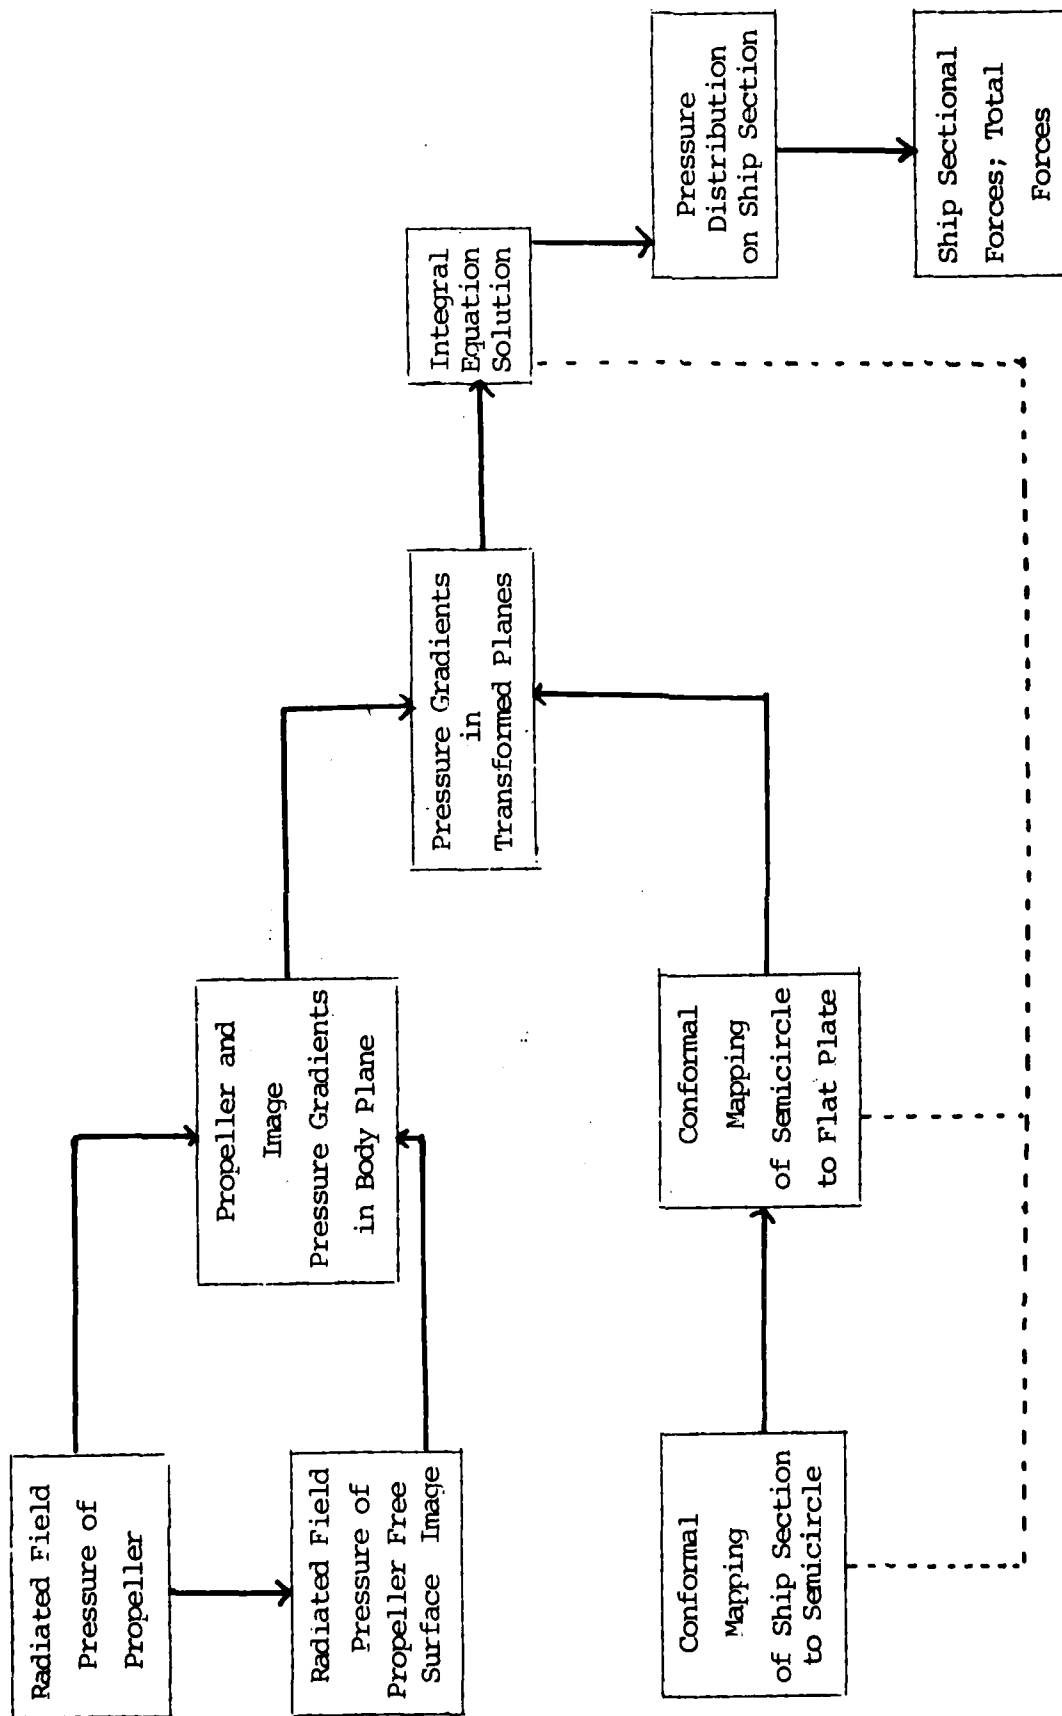 Radiated Field
Pressure of
Propeller
Radiated Field
Pressure of
Propeller Free
Surface Image
Propeller and
Image
Pressure Gradients
in Body Plane
Conformal
Mapping
of Ship Section
to Semicircle
Conformal
Mapping
of Semicircle
to Flat Plate
Pressure Gradients
in
Transformed Planes
Integral
Equation
Solution
Pressure
Distribution
on Ship Section
Ship Sectional
Forces; Total
Forces